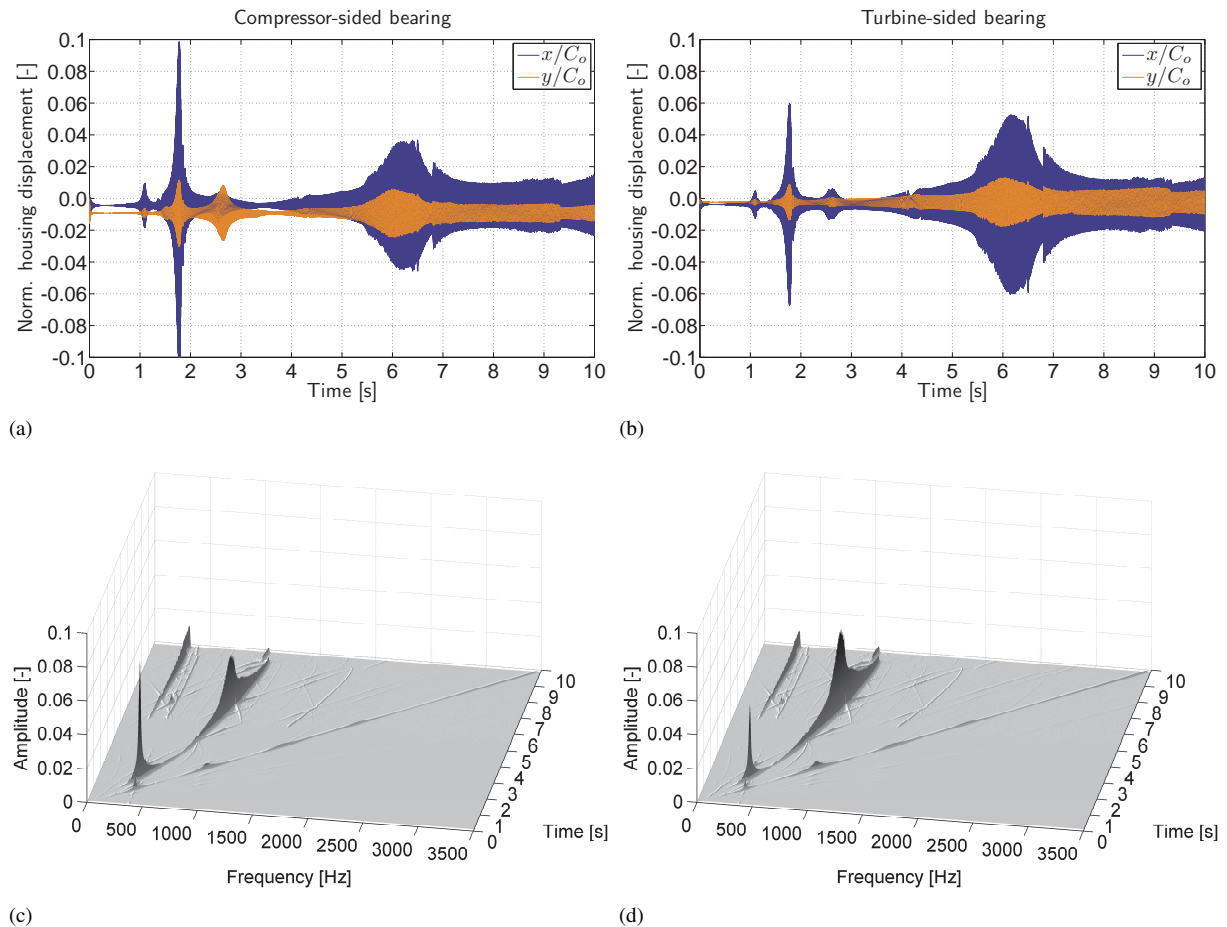 Compressor-sided bearing
Norm. housing displacement [-]
0.1
0.08
0.06
0.04
0.02
0.0
-0.02
-0.04
-0.06
-0.08
-0.1
x/C_o
y/C_o
0 1 2 3 4 5 6 7 8 9 10
Time [s]
(a)
Turbine-sided bearing
Norm. housing displacement [-]
0.1
0.08
0.06
0.04
0.02
0.0
-0.02
-0.04
-0.06
-0.08
-0.1
x/C_o
y/C_o
0 1 2 3 4 5 6 7 8 9 10
Time [s]
(b)
Amplitude [-]
0.1
0.08
0.06
0.04
0.02
0
0 500 1000 1500 2000 2500 3000 3500
Frequency [Hz]
10
9
8
7
6
5
4
3
2
1
0
Time [s]
(c)
Amplitude [-]
0.1
0.08
0.06
0.04
0.02
0
0 500 1000 1500 2000 2500 3000 3500
Frequency [Hz]
10
9
8
7
6
5
4
3
2
1
0
Time [s]
(d)